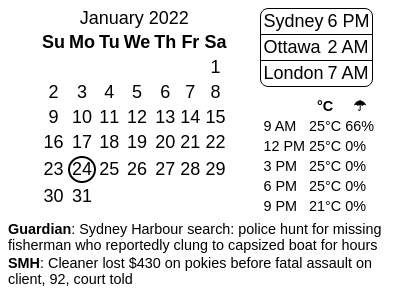 January 2022
Su Mo Tu We Th Fr Sa
1
2 3 4 5 6 7 8
9 10 11 12 13 14 15
16 17 18 19 20 21 22
23 24 25 26 27 28 29
30 31
Sydney 6 PM
Ottawa 2 AM
London 7 AM
°C ☂
9 AM 25°C 66%
12 PM 25°C 0%
3 PM 25°C 0%
6 PM 25°C 0%
9 PM 21°C 0%
Guardian: Sydney Harbour search: police hunt for missing
fisherman who reportedly clung to capsized boat for hours
SMH: Cleaner lost $430 on pokies before fatal assault on
client, 92, court told